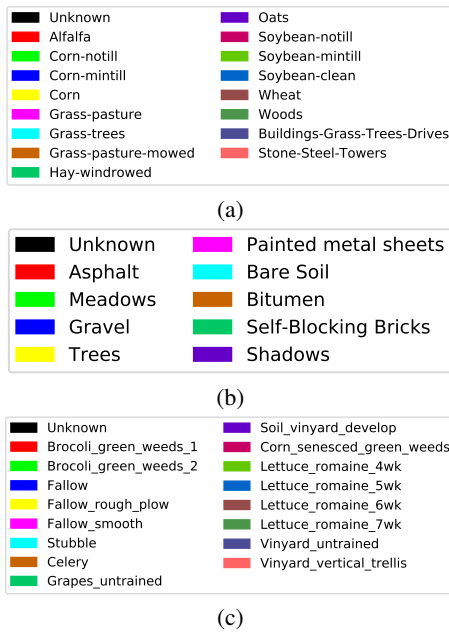 Unknown
Alfalfa
Corn-notill
Corn-mintill
Corn
Grass-pasture
Grass-trees
Grass-pasture-mowed
Hay-windrowed
Oats
Soybean-notill
Soybean-mintill
Soybean-clean
Wheat
Woods
Buildings-Grass-Trees-Drives
Stone-Steel-Towers
(a)
Unknown
Asphalt
Meadows
Gravel
Trees
Painted metal sheets
Bare Soil
Bitumen
Self-Blocking Bricks
Shadows
(b)
Unknown
Brocoli_green_weeds_1
Brocoli_green_weeds_2
Fallow
Fallow_rough_plow
Fallow_smooth
Stubble
Celery
Grapes_untrained
Soil_vinyard_develop
Corn_senesced_green_weeds
Lettuce_romaine_4wk
Lettuce_romaine_5wk
Lettuce_romaine_6wk
Lettuce_romaine_7wk
Vinyard_untrained
Vinyard_vertical_trellis
(c)